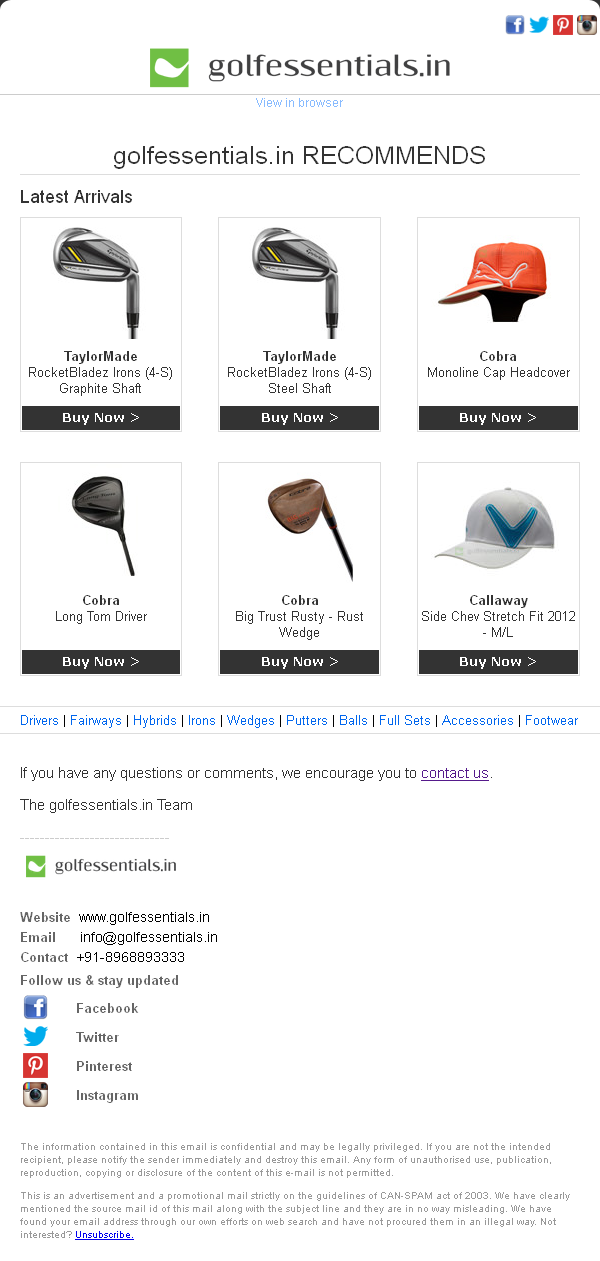 golfessentials.in
View in browser
golfessentials.in RECOMMENDS
Latest Arrivals
TaylorMade
RocketBladez Irons (4-S)
Graphite Shaft
Buy Now >
TaylorMade
RocketBladez Irons (4-S)
Steel Shaft
Buy Now >
Cobra
Monoline Cap Headcover
Buy Now >
Cobra
Long Tom Driver
Buy Now >
Cobra
Big Trust Rusty - Rust
Wedge
Buy Now >
Callaway
Side Chev Stretch Fit 2012
- M/L
Buy Now >
Drivers | Fairways | Hybrids | Irons | Wedges | Putters | Balls | Full Sets | Accessories | Footwear
If you have any questions or comments, we encourage you to contact us.
The golfessentials.in Team
------------------------------
golfessentials.in
Website www.golfessentials.in
Email info@golfessentials.in
Contact +91-8968893333
Follow us & stay updated
Facebook
Twitter
Pinterest
Instagram
The information contained in this email is confidential and may be legally privileged. If you are not the intended
recipient, please notify the sender immediately and destroy this email. Any form of unauthorised use, publication,
reproduction, copying or disclosure of the content of this e-mail is not permitted.
This is an advertisement and a promotional mail strictly on the guidelines of CAN-SPAM act of 2003. We have clearly
mentioned the source mail id of this mail along with the subject line and they are in no way misleading. We have
found your email address through our own efforts on web search and have not procured them in an illegal way. Not
interested? Unsubscribe.